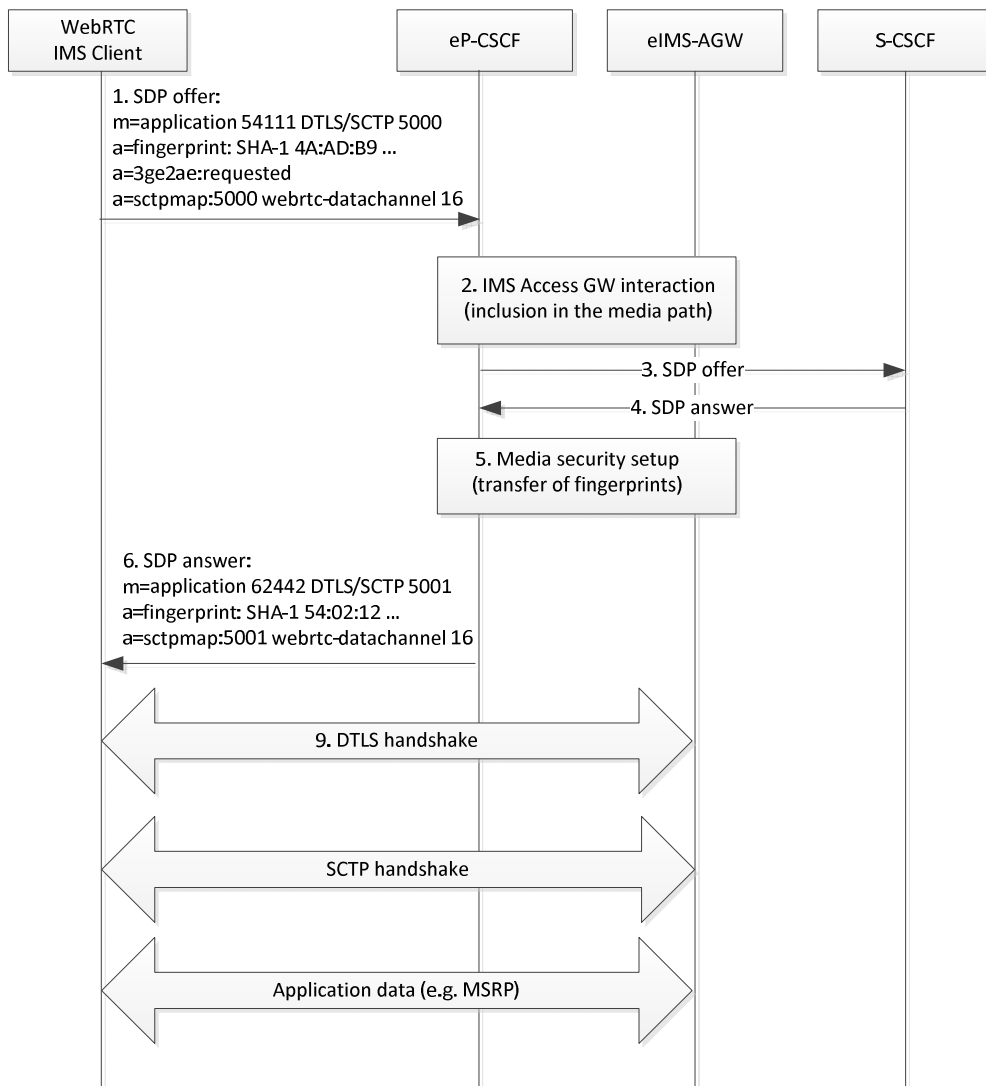 WebRTC
IMS Client
eP-CSCF
eIMS-AGW
S-CSCF
1. SDP offer:
m=application 54111 DTLS/SCTP 5000
a=fingerprint: SHA-1 4A:AD:B9 ...
a=3ge2ae:requested
a=sctpmap:5000 webrtc-datachannel 16
2. IMS Access GW interaction
(inclusion in the media path)
3. SDP offer
4. SDP answer
5. Media security setup
(transfer of fingerprints)
6. SDP answer:
m=application 62442 DTLS/SCTP 5001
a=fingerprint: SHA-1 54:02:12 ...
a=sctpmap:5001 webrtc-datachannel 16
9. DTLS handshake
SCTP handshake
Application data (e.g. MSRP)